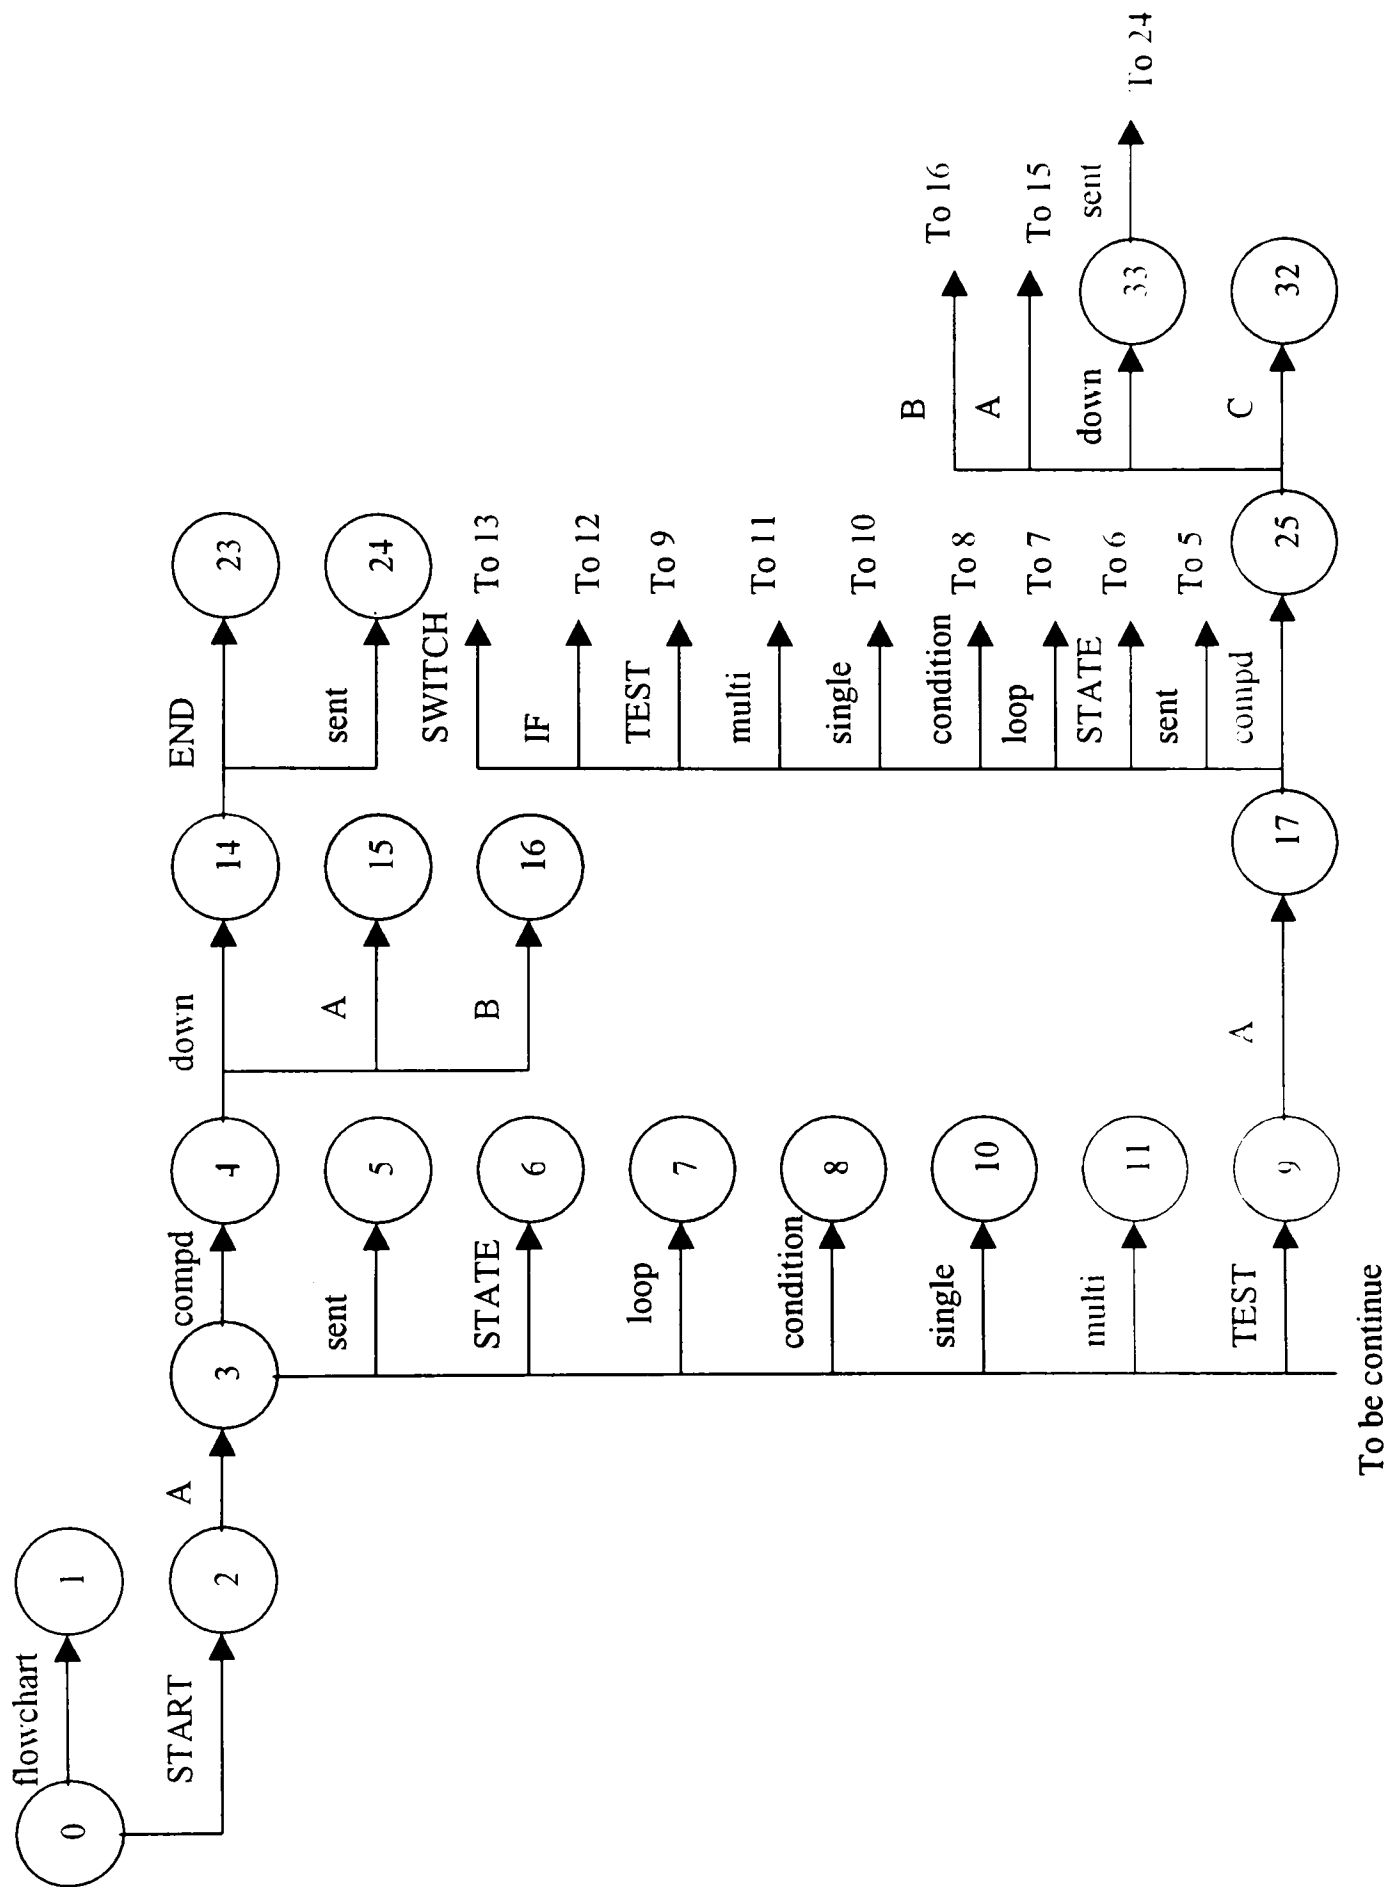 flowchart
0
1
START
2
A
3
compd
4
down
14
END
23
sent
24
A
15
B
16
sent
5
STATE
6
loop
7
condition
8
single
10
multi
11
TEST
9
A
17
SWITCH
To 13
IF
To 12
TEST
To 9
multi
To 11
single
To 10
condition
To 8
loop
To 7
STATE
To 6
sent
To 5
compd
25
B
To 16
A
To 15
down
33
sent
To 24
C
32
To be continue